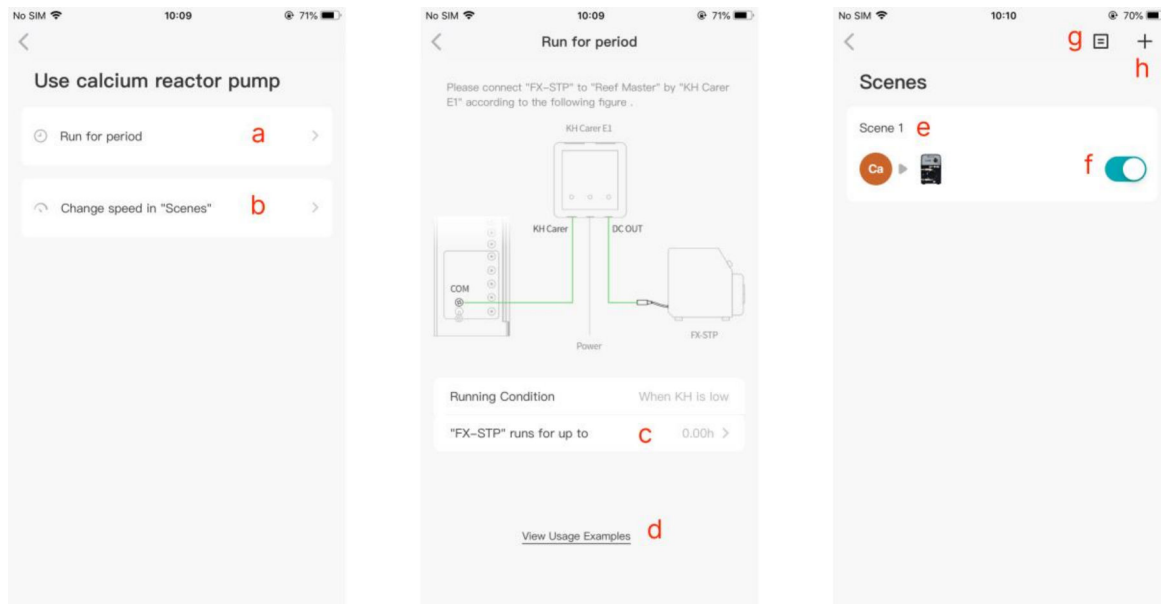 No SIM 10:09 71%
Use calcium reactor pump
Run for period a
Change speed in "Scenes" b
No SIM 10:09 71%
Run for period
Please connect "FX-STP" to "Reef Master" by "KH Carer
E1" according to the following figure .
KH Carer E1
KH Carer DC OUT
COM
FX-STP
Power
Running Condition When KH is low
"FX-STP" runs for up to c 0.00h
View Usage Examples d
No SIM 10:10 70%
g
h
Scenes
Scene 1 e
Ca f